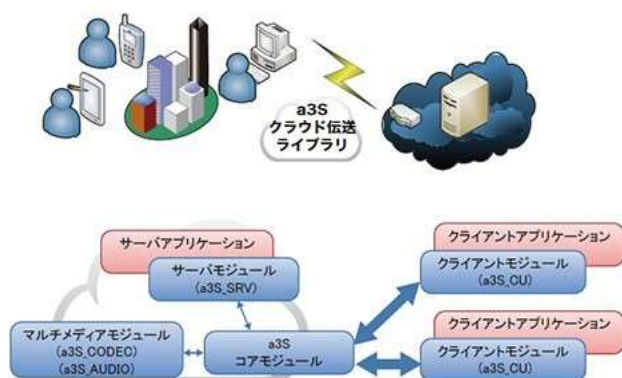 a3S
クラウド伝送
ライブラリ
サーバアプリケーション
サーバモジュール
(a3S_SRV)
マルチメディアモジュール
(a3S_CODEC)
(a3S_AUDIO)
a3S
コアモジュール
クライアントアプリケーション
クライアントモジュール
(a3S_CU)
クライアントアプリケーション
クライアントモジュール
(a3S_CU)